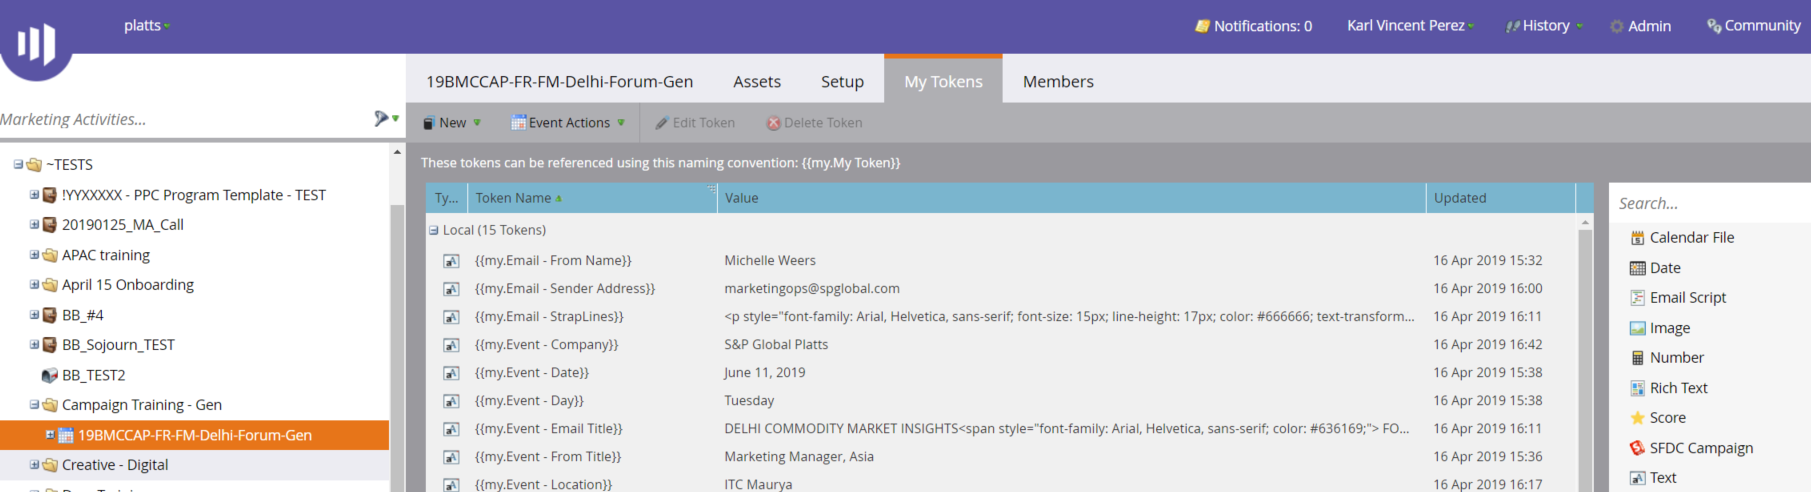 platts
Notifications: 0
Karl Vincent Perez
History
Admin
Community
Marketing Activities...
~TESTS
!YYXXXXX - PPC Program Template - TEST
20190125_MA_Call
APAC training
April 15 Onboarding
BB_#4
BB_Sojourn_TEST
BB_TEST2
Campaign Training - Gen
19BMCCAP-FR-FM-Delhi-Forum-Gen
Creative - Digital
19BMCCAP-FR-FM-Delhi-Forum-Gen Assets Setup My Tokens Members
New Event Actions Edit Token Delete Token
These tokens can be referenced using this naming convention: {{my.My Token}}
Ty... Token Name Value Updated
Local (15 Tokens)
{{my.Email - From Name}} Michelle Weers 16 Apr 2019 15:32
{{my.Email - Sender Address}} marketingops@spglobal.com 16 Apr 2019 16:00
{{my.Email - StrapLines}} <p style="font-family: Arial, Helvetica, sans-serif; font-size: 15px; line-height: 17px; color: #666666; text-transform... 16 Apr 2019 16:11
{{my.Event - Company}} S&P Global Platts 16 Apr 2019 16:42
{{my.Event - Date}} June 11, 2019 16 Apr 2019 15:38
{{my.Event - Day}} Tuesday 16 Apr 2019 15:38
{{my.Event - Email Title}} DELHI COMMODITY MARKET INSIGHTS<span style="font-family: Arial, Helvetica, sans-serif; color: #636169;"> FO... 16 Apr 2019 16:11
{{my.Event - From Title}} Marketing Manager, Asia 16 Apr 2019 15:36
{{my.Event - Location}} ITC Maurya 16 Apr 2019 16:17
Search...
Calendar File
Date
Email Script
Image
Number
Rich Text
Score
SFDC Campaign
Text